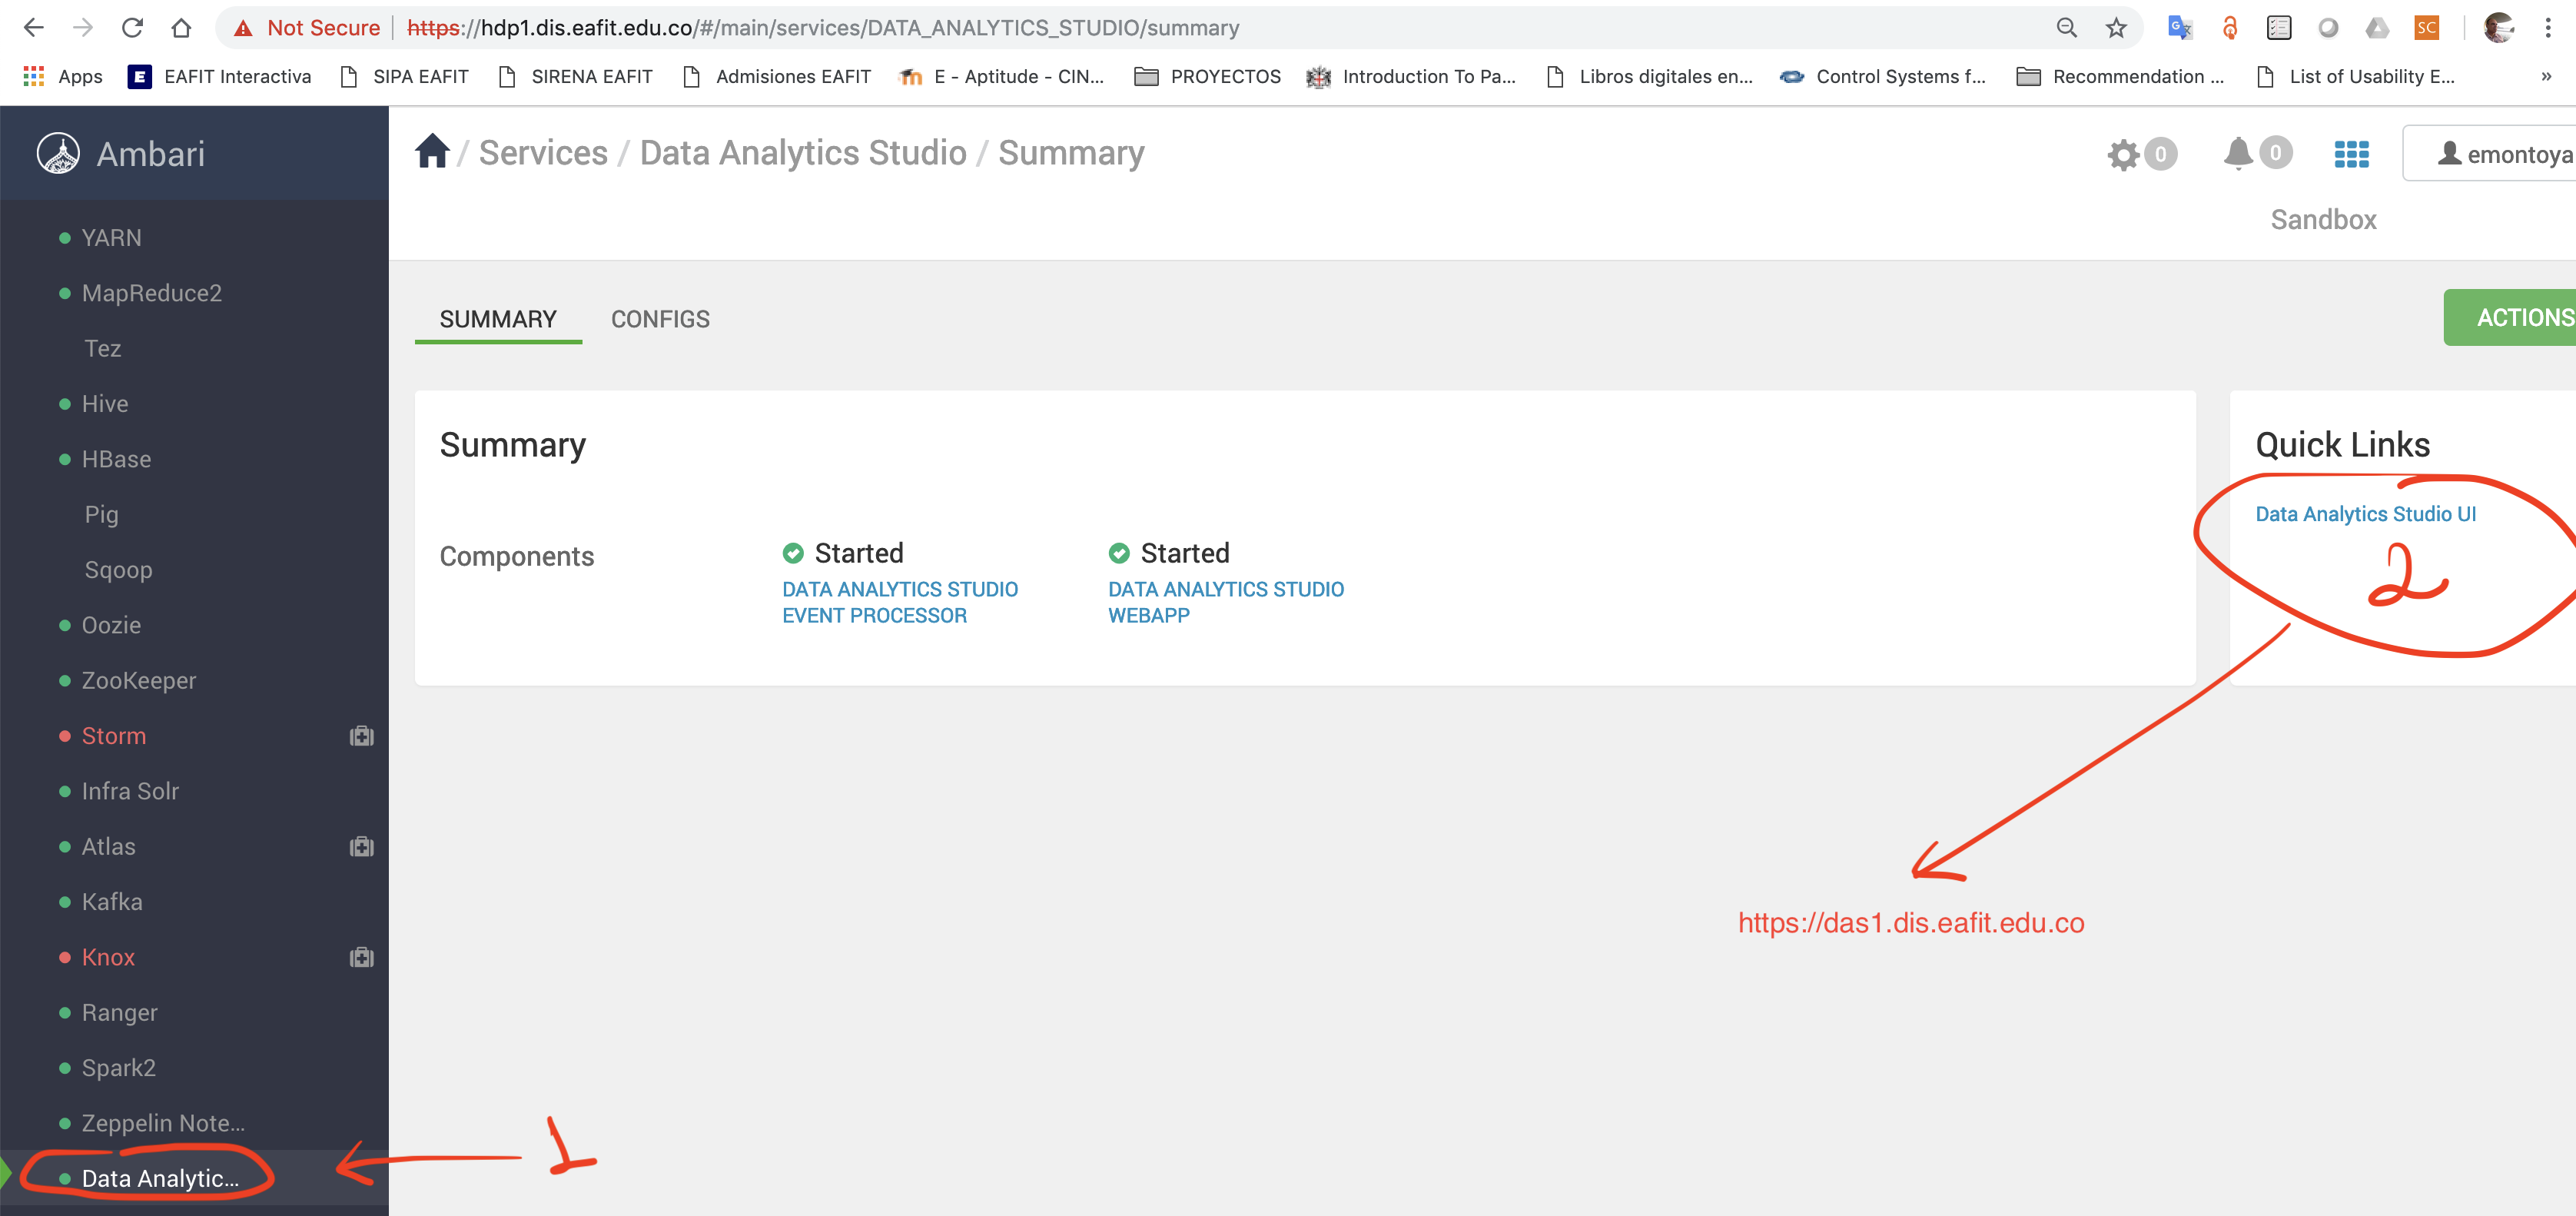 Not Secure | https://hdp1.dis.eafit.edu.co/#/main/services/DATA_ANALYTICS_STUDIO/summary
SC
Apps E EAFIT Interactiva SIPA EAFIT SIRENA EAFIT Admisiones EAFIT E - Aptitude - CIN... PROYECTOS Introduction To Pa... Libros digitales en... Control Systems f... Recommendation ... List of Usability E... »
Ambari
/ Services / Data Analytics Studio / Summary
0
0
emontoya
Sandbox
YARN
MapReduce2
Tez
Hive
HBase
Pig
Sqoop
Oozie
ZooKeeper
Storm
Infra Solr
Atlas
Kafka
Knox
Ranger
Spark2
Zeppelin Note...
Data Analytic...
1
SUMMARY CONFIGS
ACTIONS
Summary
Components
Started
DATA ANALYTICS STUDIO
EVENT PROCESSOR
Started
DATA ANALYTICS STUDIO
WEBAPP
Quick Links
Data Analytics Studio UI
2
https://das1.dis.eafit.edu.co